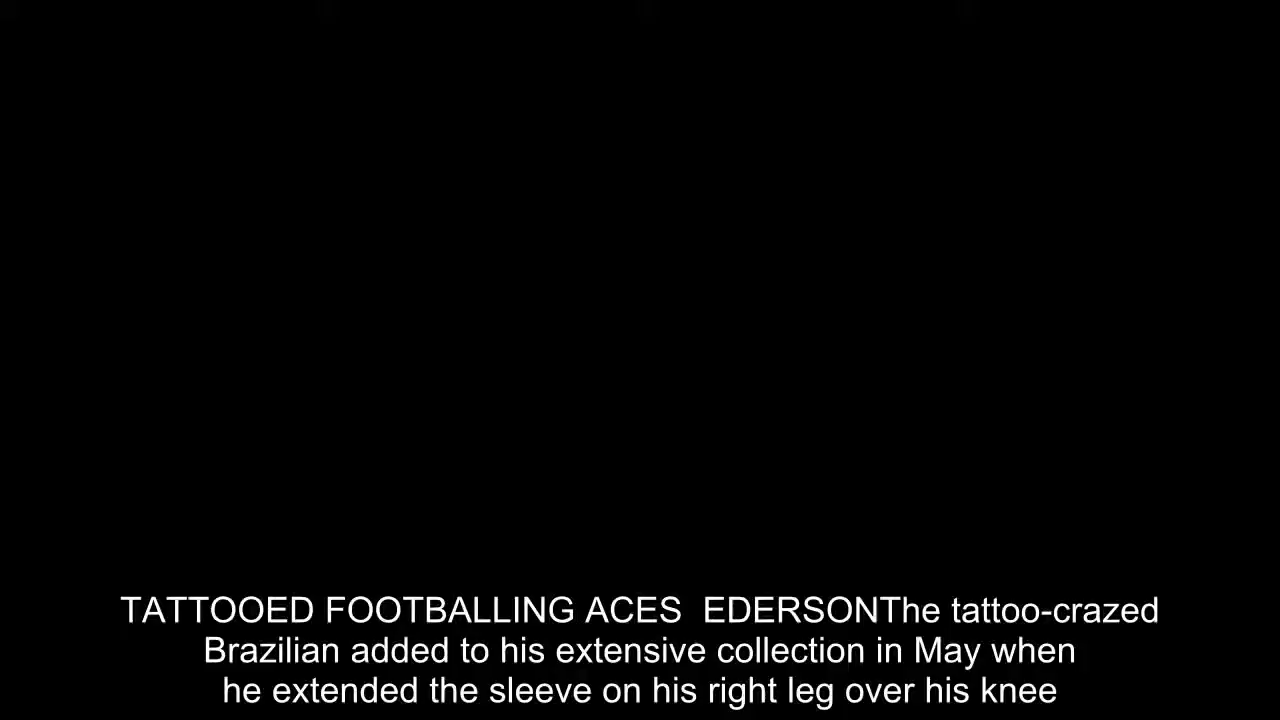 TATTOOED FOOTBALLING ACES  EDERSONThe tattoo-crazed
Brazilian added to his extensive collection in May when
he extended the sleeve on his right leg over his knee